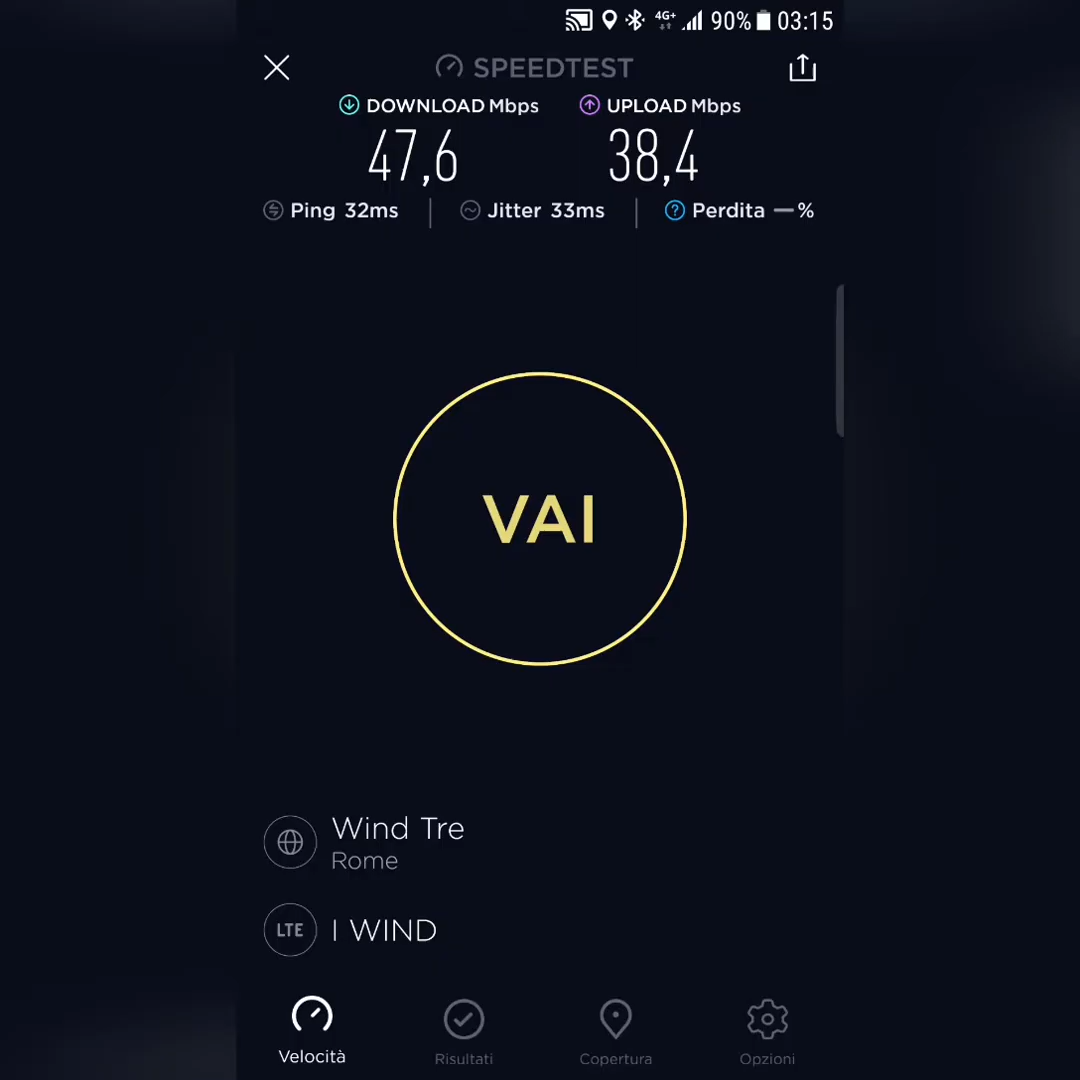 4G+ 90% 03:15
SPEEDTEST
DOWNLOAD Mbps UPLOAD Mbps
47,6 38,4
Ping 32ms Jitter 33ms ? Perdita —%
VAI
Wind Tre
Rome
LTE I WIND
Velocità Risultati Copertura Opzioni